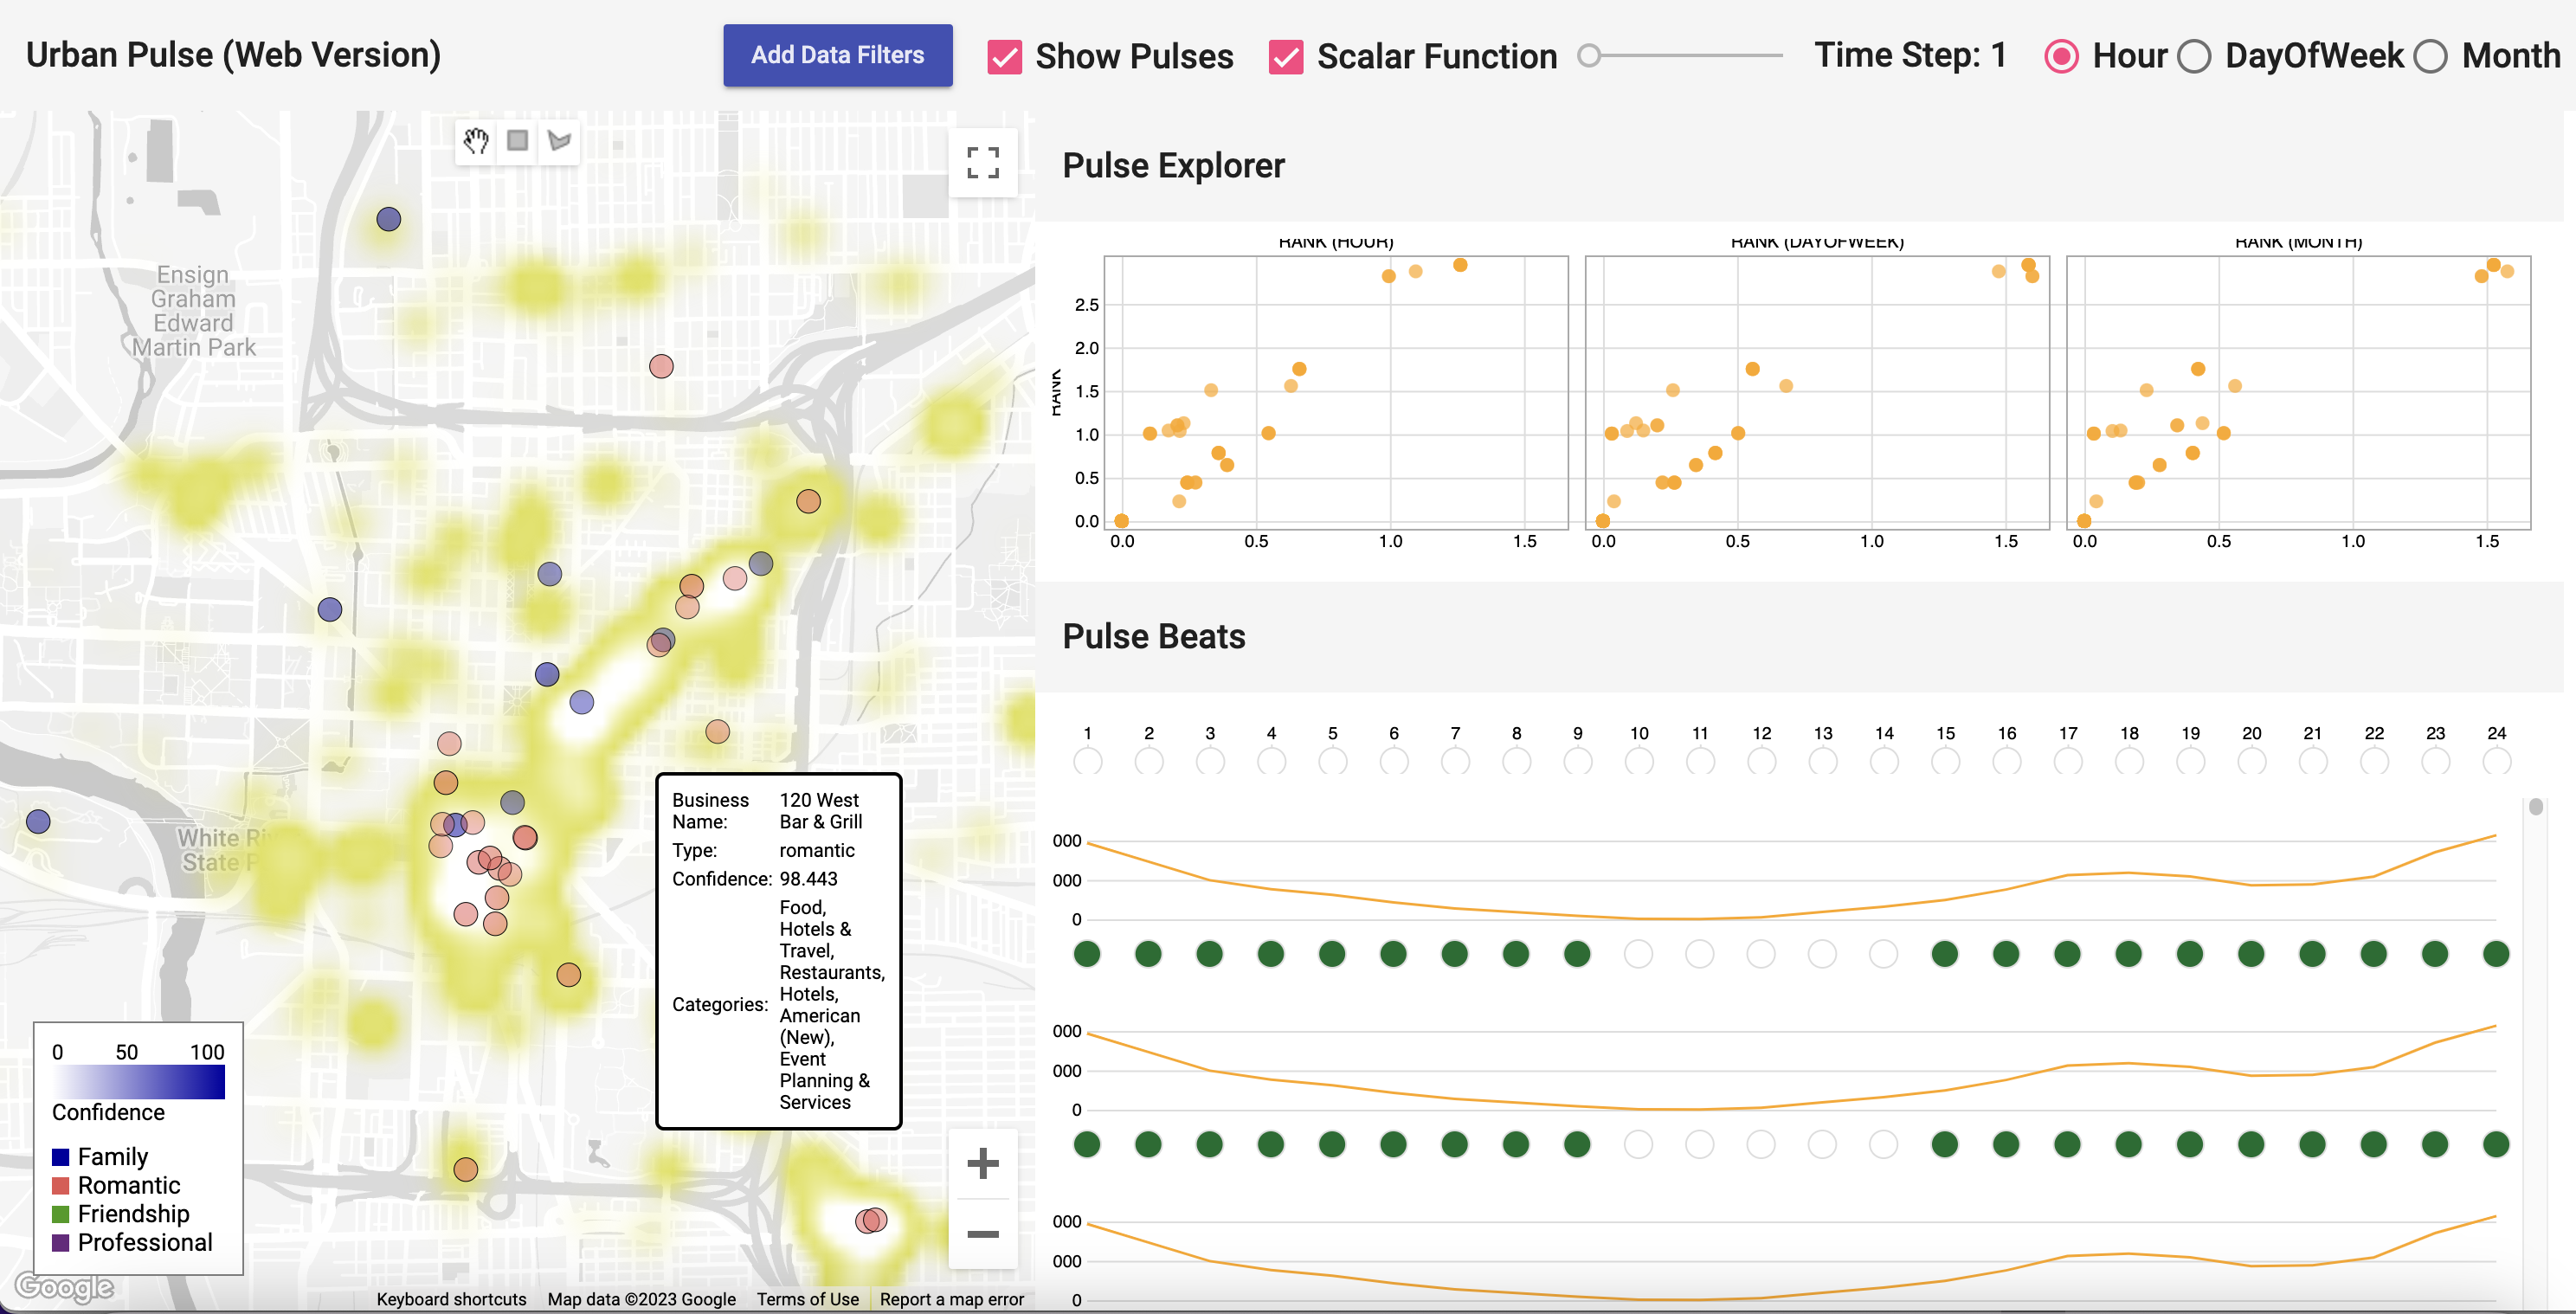 Urban Pulse (Web Version)
Add Data Filters
Show Pulses
Scalar Function
Time Step: 1
Hour
DayOfWeek
Month
Ensign
Graham
Edward
Martin Park
White Ri
State P
Business Name: 120 West Bar & Grill
Type: romantic
Confidence: 98.443
Categories: Food,
Hotels &
Travel,
Restaurants,
Hotels,
American
(New),
Event
Planning &
Services
0 50 100
Confidence
Family
Romantic
Friendship
Professional
Google
Keyboard shortcuts
Map data ©2023 Google
Terms of Use
Report a map error
Pulse Explorer
RANK (HOUR)
RANK (DAYOFWEEK)
RANK (MONTH)
RANK
2.5
2.0
1.5
1.0
0.5
0.0
0.0 0.5 1.0 1.5
0.0 0.5 1.0 1.5
0.0 0.5 1.0 1.5
Pulse Beats
1 2 3 4 5 6 7 8 9 10 11 12 13 14 15 16 17 18 19 20 21 22 23 24
000
000
0
000
000
0
000
000
0